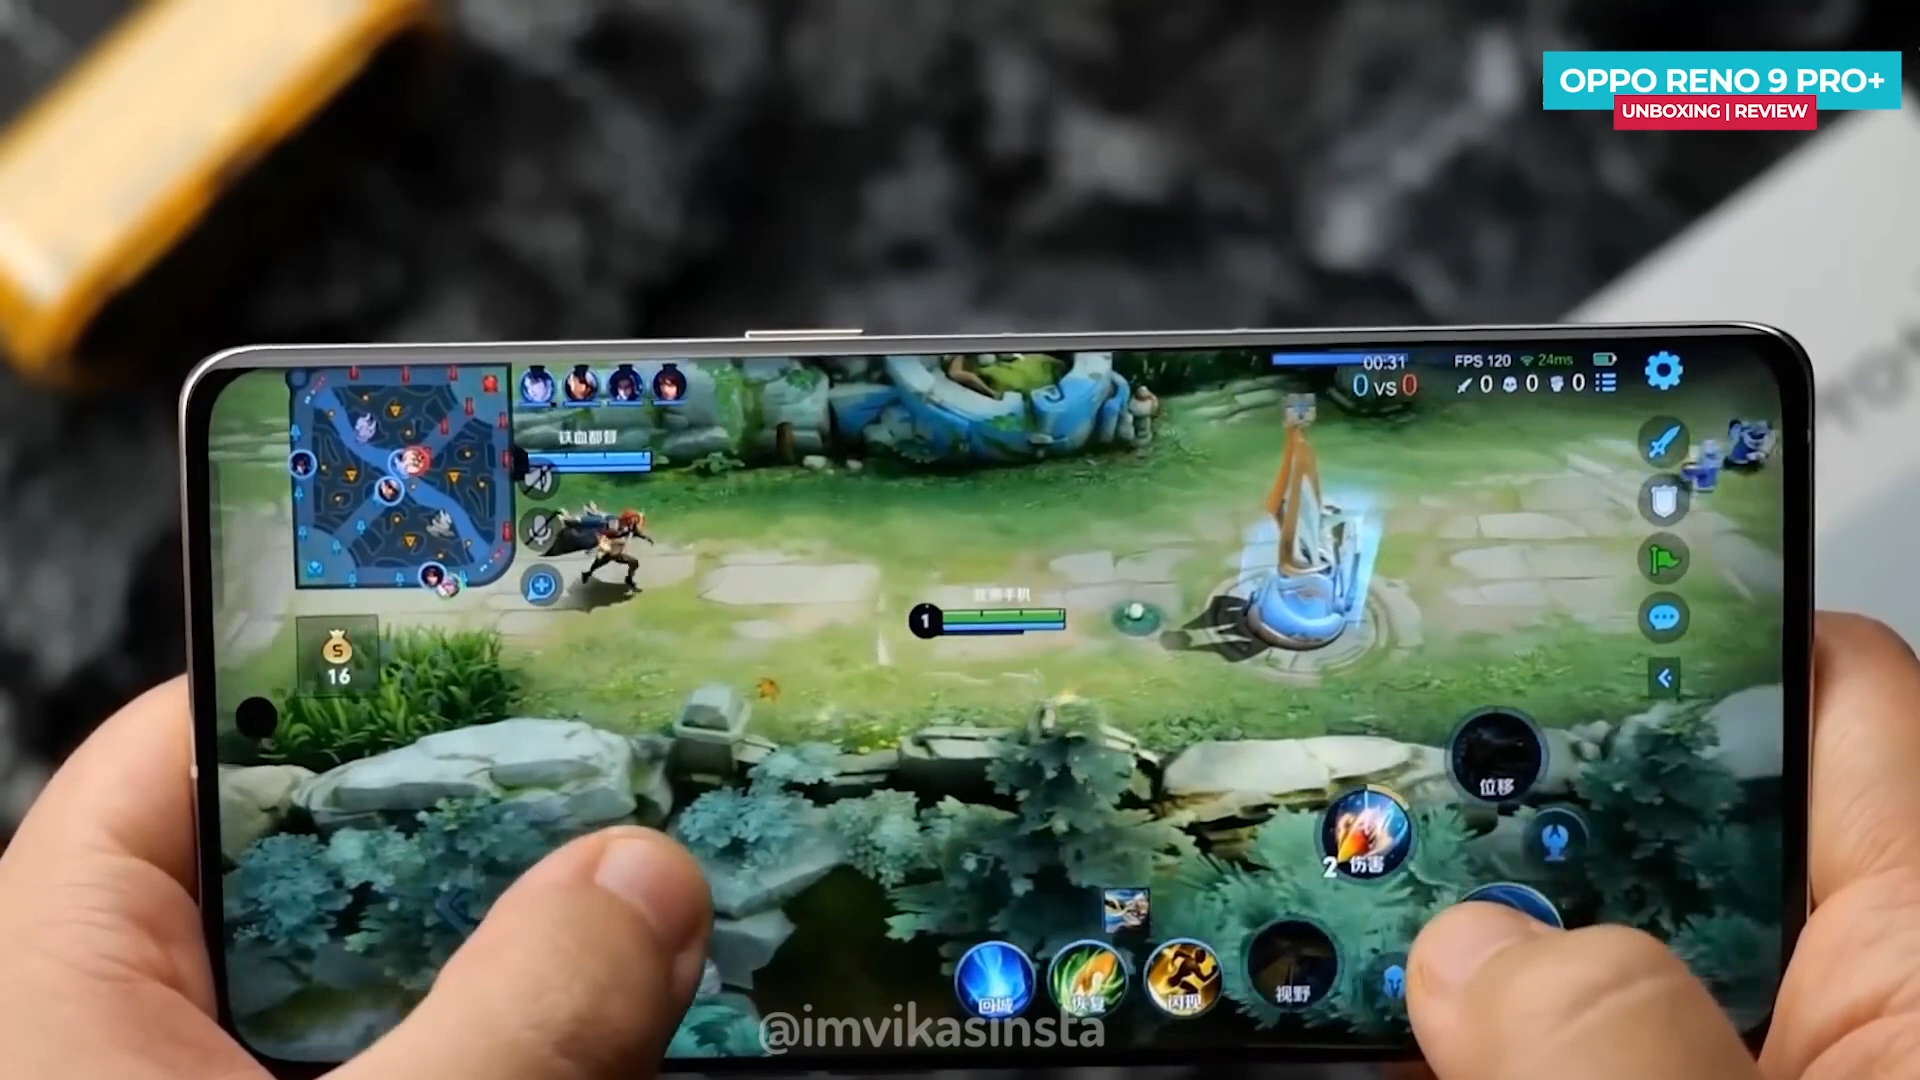 OPPO RENO 9 PRO+
UNBOXING | REVIEW
00:31
FPS 120
24ms
0 VS 0
0
0
0
铁血都督
1
16
位移
2
伤害
回城
恢复
闪现
视野
@imvikasinsta